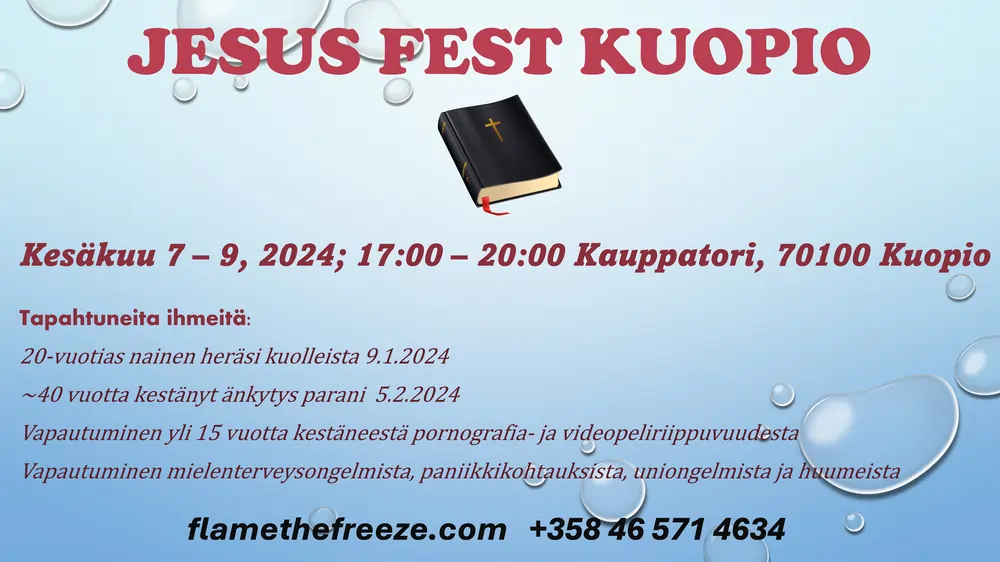 JESUS FEST KUOPIO
Kesäkuu 7 – 9, 2024; 17:00 – 20:00 Kauppatori, 70100 Kuopio
Tapahtuneita ihmeitä:
20-vuotias nainen heräsi kuolleista 9.1.2024
~40 vuotta kestänyt änkytys parani 5.2.2024
Vapautuminen yli 15 vuotta kestäneestä pornografia- ja videopeliriippuvuudesta
Vapautuminen mielenterveysongelmista, paniikkikohtauksista, uniongelmista ja huumeista
flamethefreeze.com +358 46 571 4634